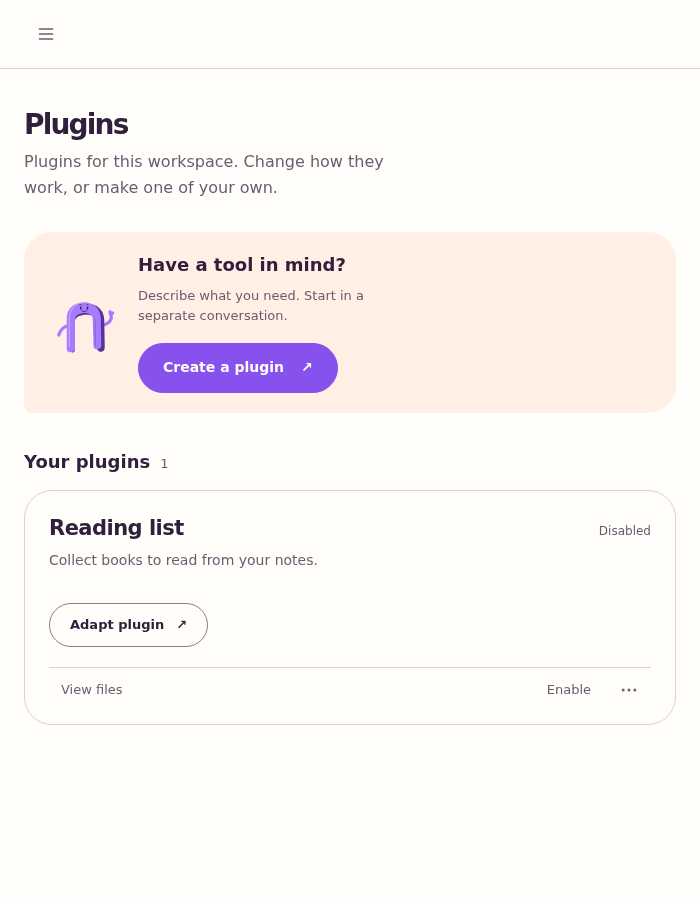 Plugins
Plugins for this workspace. Change how they
work, or make one of your own.
Have a tool in mind?
Describe what you need. Start in a
separate conversation.
Create a plugin ↗
Your plugins 1
Reading list
Disabled
Collect books to read from your notes.
Adapt plugin ↗
View files
Enable